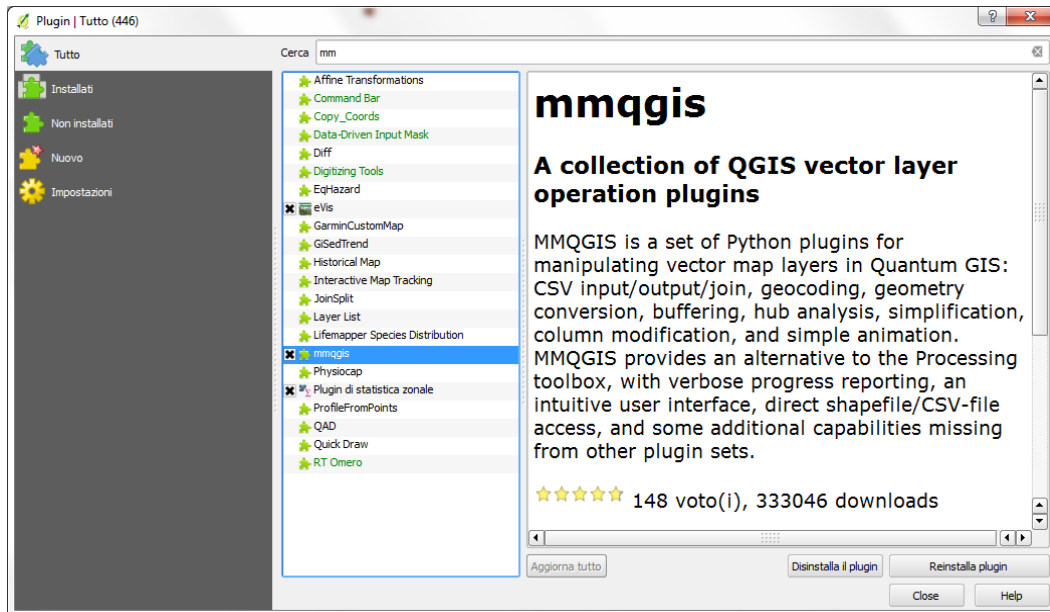 Plugin | Tutto (446)
Tutto
Installati
Non installati
Nuovo
Impostazioni
Cerca mm
Affine Transformations
Command Bar
Copy_Coords
Data-Driven Input Mask
Diff
Digitizing Tools
EqHazard
eVis
GarminCustomMap
GiSedTrend
Historical Map
Interactive Map Tracking
JoinSplit
Layer List
Lifemapper Species Distribution
mmqgis
Physiocap
Plugin di statistica zonale
ProfileFromPoints
QAD
Quick Draw
RT Omero
mmqgis
A collection of QGIS vector layer
operation plugins
MMQGIS is a set of Python plugins for
manipulating vector map layers in Quantum GIS:
CSV input/output/join, geocoding, geometry
conversion, buffering, hub analysis, simplification,
column modification, and simple animation.
MMQGIS provides an alternative to the Processing
toolbox, with verbose progress reporting, an
intuitive user interface, direct shapefile/CSV-file
access, and some additional capabilities missing
from other plugin sets.
148 voto(i), 333046 downloads
Aggiorna tutto
Disinstalla il plugin
Reinstalla plugin
Close
Help